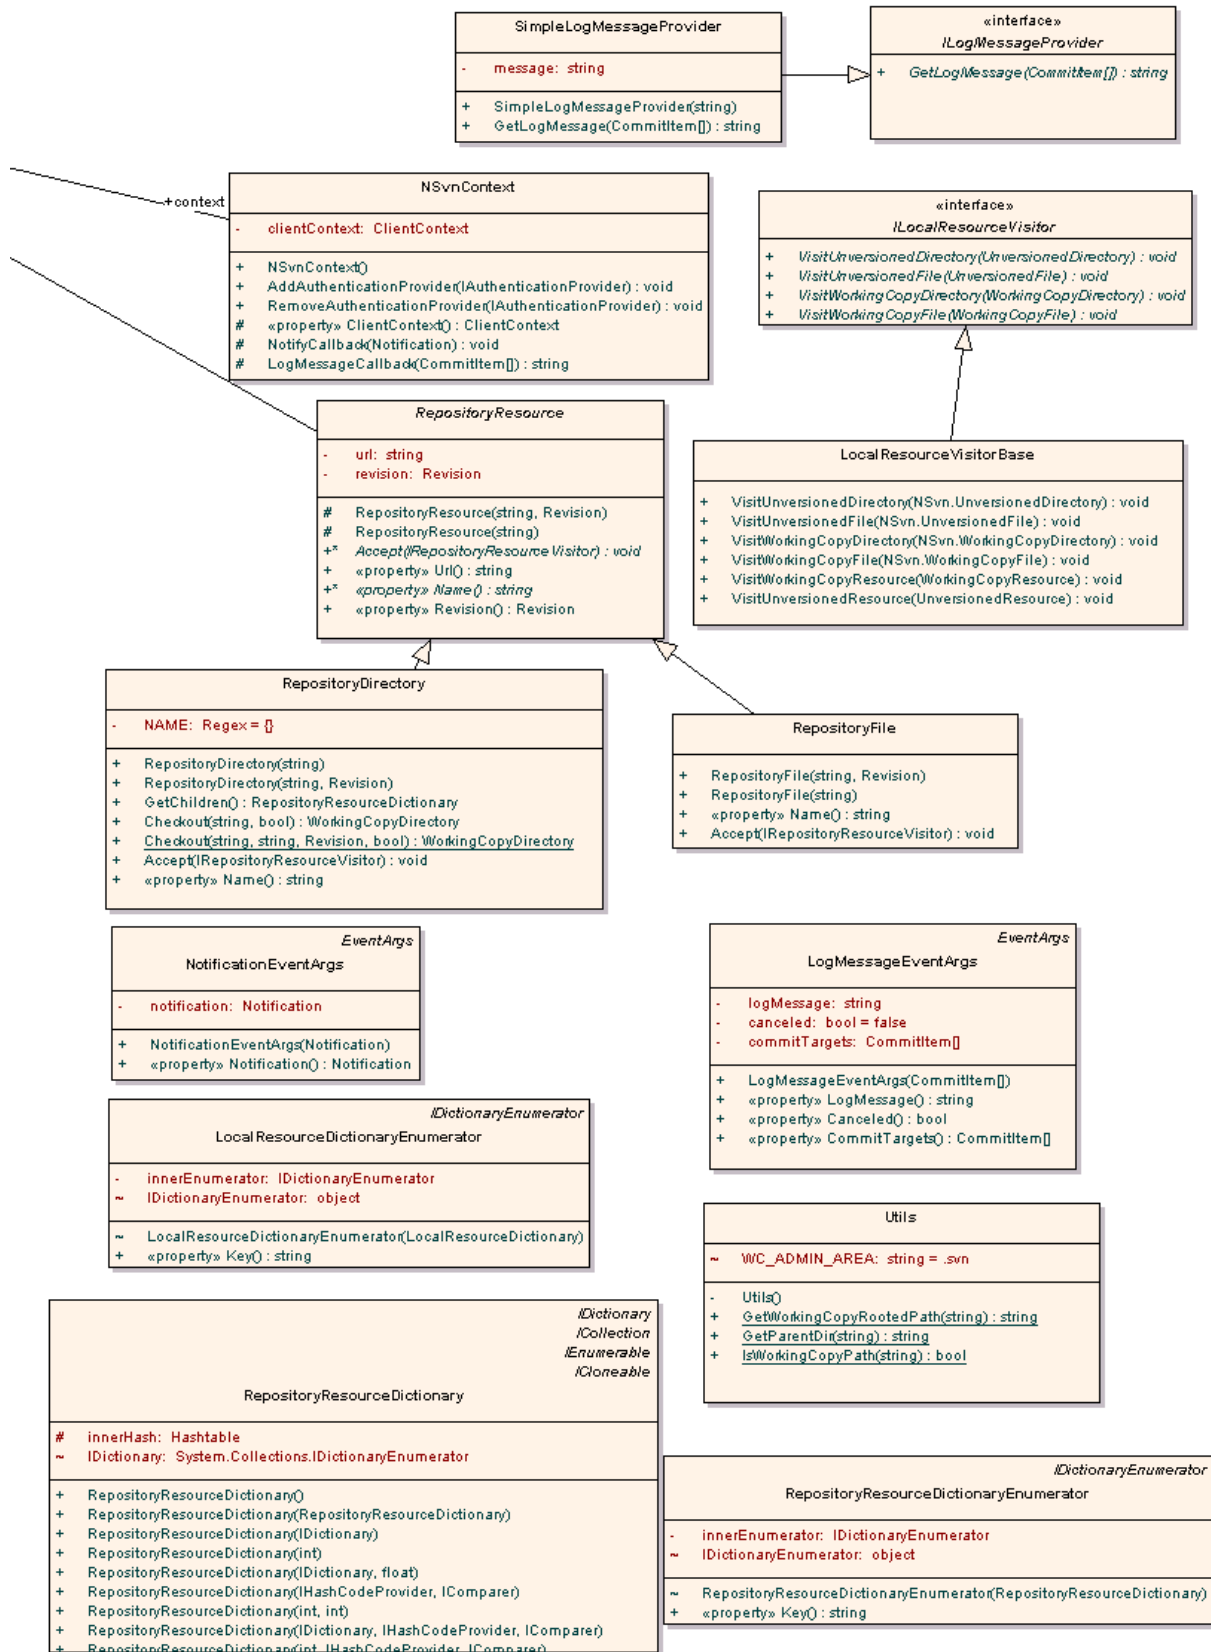 SimpleLogMessageProvider
- message: string
+ SimpleLogMessageProvider(string)
+ GetLogMessage(CommitItem[]) : string
«interface»
ILogMessageProvider
+ GetLogMessage(CommitItem[]) : string
+context
NSvnContext
- clientContext: ClientContext
+ NSvnContext()
+ AddAuthenticationProvider(IAuthenticationProvider) : void
+ RemoveAuthenticationProvider(IAuthenticationProvider) : void
# «property» ClientContext() : ClientContext
# NotifyCallback(Notification) : void
# LogMessageCallback(CommitItem[]) : string
«interface»
ILocalResourceVisitor
+ VisitUnversionedDirectory(UnversionedDirectory) : void
+ VisitUnversionedFile(UnversionedFile) : void
+ VisitWorkingCopyDirectory(WorkingCopyDirectory) : void
+ VisitWorkingCopyFile(WorkingCopyFile) : void
RepositoryResource
- url: string
- revision: Revision
# RepositoryResource(string, Revision)
# RepositoryResource(string)
+* Accept(IRepositoryResourceVisitor) : void
+ «property» Url() : string
+* «property» Name() : string
+ «property» Revision() : Revision
LocalResourceVisitorBase
+ VisitUnversionedDirectory(NSvn.UnversionedDirectory) : void
+ VisitUnversionedFile(NSvn.UnversionedFile) : void
+ VisitWorkingCopyDirectory(NSvn.WorkingCopyDirectory) : void
+ VisitWorkingCopyFile(NSvn.WorkingCopyFile) : void
+ VisitWorkingCopyResource(WorkingCopyResource) : void
+ VisitUnversionedResource(UnversionedResource) : void
RepositoryDirectory
- NAME: Regex = {}
+ RepositoryDirectory(string)
+ RepositoryDirectory(string, Revision)
+ GetChildren() : RepositoryResourceDictionary
+ Checkout(string, bool) : WorkingCopyDirectory
+ Checkout(string, string, Revision, bool) : WorkingCopyDirectory
+ Accept(IRepositoryResourceVisitor) : void
+ «property» Name() : string
RepositoryFile
+ RepositoryFile(string, Revision)
+ RepositoryFile(string)
+ «property» Name() : string
+ Accept(IRepositoryResourceVisitor) : void
EventArgs
NotificationEventArgs
- notification: Notification
+ NotificationEventArgs(Notification)
+ «property» Notification() : Notification
EventArgs
LogMessageEventArgs
- logMessage: string
- canceled: bool = false
- commitTargets: CommitItem[]
+ LogMessageEventArgs(CommitItem[])
+ «property» LogMessage() : string
+ «property» Canceled() : bool
+ «property» CommitTargets() : CommitItem[]
IDictionaryEnumerator
LocalResourceDictionaryEnumerator
- innerEnumerator: IDictionaryEnumerator
~ IDictionaryEnumerator: object
~ LocalResourceDictionaryEnumerator(LocalResourceDictionary)
+ «property» Key() : string
Utils
~ WC_ADMIN_AREA: string = .svn
- Utils()
+ GetWorkingCopyRootedPath(string) : string
+ GetParentDir(string) : string
+ IsWorkingCopyPath(string) : bool
IDictionary
ICollection
IEnumerable
ICloneable
RepositoryResourceDictionary
# innerHash: Hashtable
~ IDictionary: System.Collections.IDictionaryEnumerator
+ RepositoryResourceDictionary()
+ RepositoryResourceDictionary(RepositoryResourceDictionary)
+ RepositoryResourceDictionary(IDictionary)
+ RepositoryResourceDictionary(int)
+ RepositoryResourceDictionary(IDictionary, float)
+ RepositoryResourceDictionary(IHashCodeProvider, IComparer)
+ RepositoryResourceDictionary(int, int)
+ RepositoryResourceDictionary(IDictionary, IHashCodeProvider, IComparer)
+ RepositoryResourceDictionary(int, IHashCodeProvider, IComparer)
IDictionaryEnumerator
RepositoryResourceDictionaryEnumerator
- innerEnumerator: IDictionaryEnumerator
~ IDictionaryEnumerator: object
~ RepositoryResourceDictionaryEnumerator(RepositoryResourceDictionary)
+ «property» Key() : string